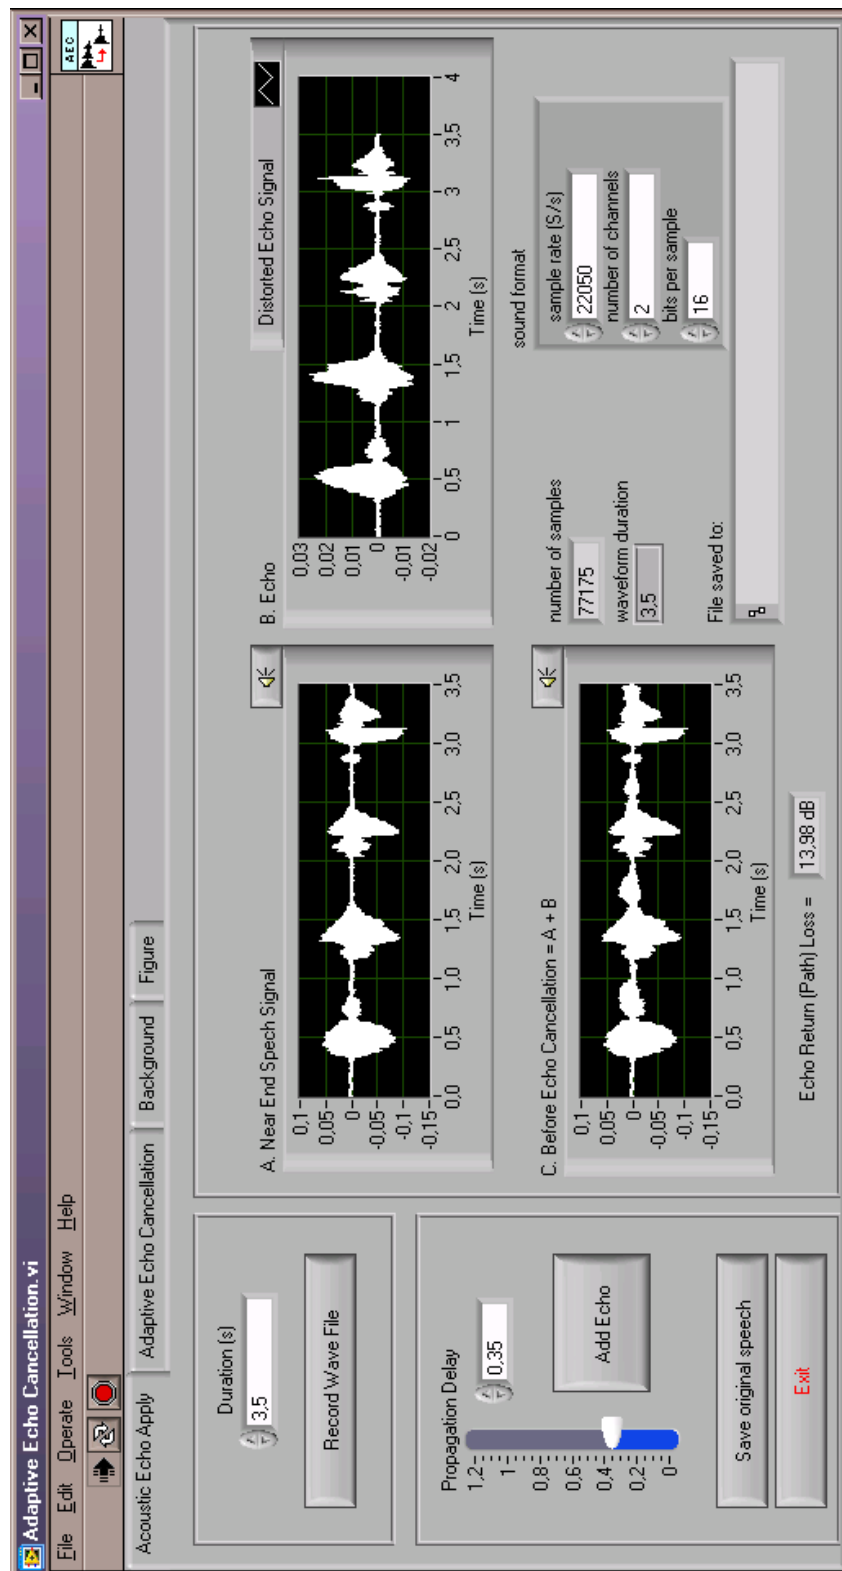 Adaptive Echo Cancellation.vi
File Edit Operate Tools Window Help
AEC
Acoustic Echo Apply
Adaptive Echo Cancellation
Background
Figure
Duration (s)
3,5
Record Wave File
Propagation Delay
0,35
1,2
1
0,8
0,6
0,4
0,2
0
Add Echo
Save original speech
Exit
A. Near End Spech Signal
0,1
0,05
0
-0,05
-0,1
-0,15
0,0 0,5 1,0 1,5 2,0 2,5 3,0 3,5
Time (s)
B. Echo
Distorted Echo Signal
0,03
0,02
0,01
0
-0,01
-0,02
0 0,5 1 1,5 2 2,5 3 3,5 4
Time (s)
C. Before Echo Cancellation = A + B
0,1
0,05
0
-0,05
-0,1
-0,15
0,0 0,5 1,0 1,5 2,0 2,5 3,0 3,5
Time (s)
Echo Return (Path) Loss = 13,98 dB
number of samples
77175
waveform duration
3,5
sound format
sample rate (S/s)
22050
number of channels
2
bits per sample
16
File saved to: